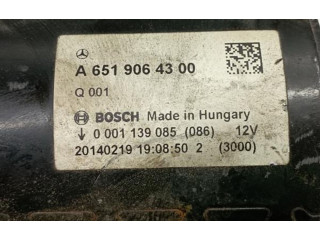 A 651 906 43 00
Q 001
BOSCH Made in Hungary
↓ 0 001 139 085 (086) 12V
20140219 19:08:50 2 (3000)